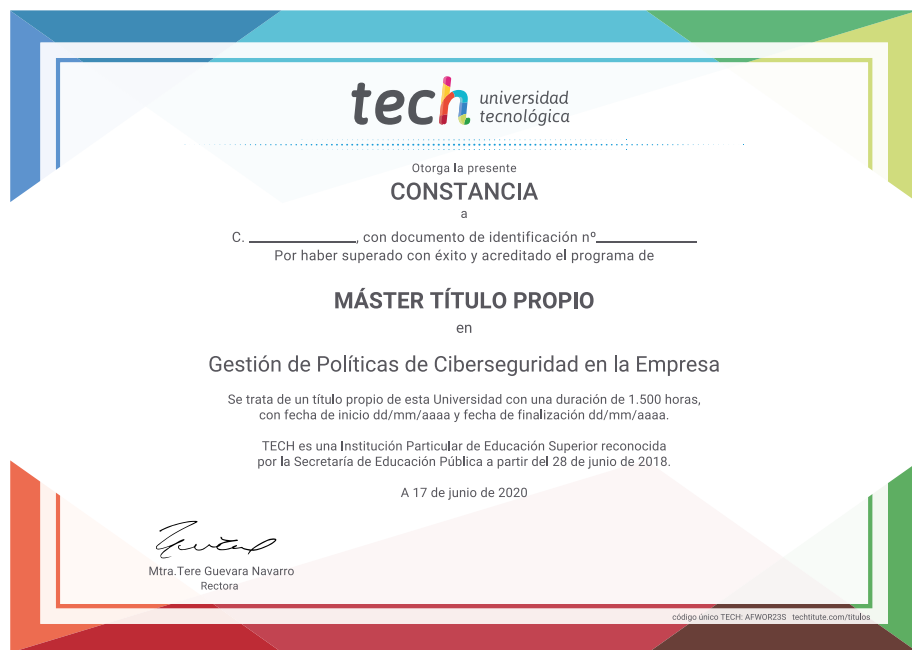 tech universidad
tecnológica
Otorga la presente
CONSTANCIA
a
C. ____________, con documento de identificación nº____________
Por haber superado con éxito y acreditado el programa de
MÁSTER TÍTULO PROPIO
en
Gestión de Políticas de Ciberseguridad en la Empresa
Se trata de un título propio de esta Universidad con una duración de 1.500 horas,
con fecha de inicio dd/mm/aaaa y fecha de finalización dd/mm/aaaa.
TECH es una Institución Particular de Educación Superior reconocida
por la Secretaría de Educación Pública a partir del 28 de junio de 2018.
A 17 de junio de 2020
Mtra.Tere Guevara Navarro
Rectora
código único TECH: AFWOR23S techtitute.com/titulos